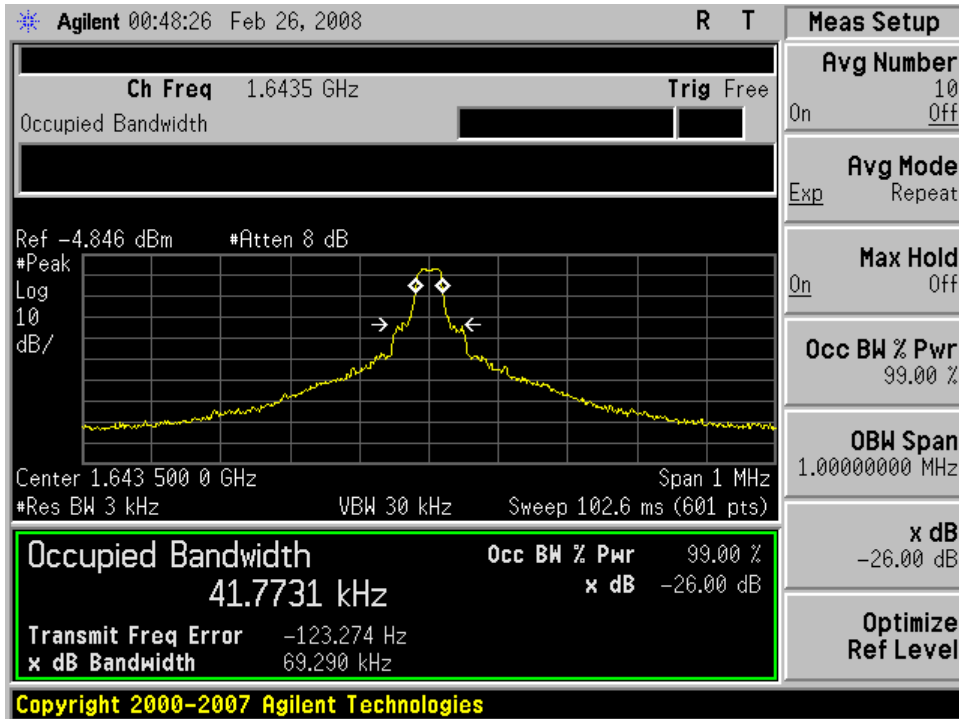 Agilent 00:48:26 Feb 26, 2008 R T
Ch Freq 1.6435 GHz Trig Free
Occupied Bandwidth
Ref -4.846 dBm #Atten 8 dB
#Peak
Log
10
dB/
Center 1.643 500 0 GHz Span 1 MHz
#Res BW 3 kHz VBW 30 kHz Sweep 102.6 ms (601 pts)
Occupied Bandwidth Occ BW % Pwr 99.00 %
41.7731 kHz x dB -26.00 dB
Transmit Freq Error -123.274 Hz
x dB Bandwidth 69.290 kHz
Copyright 2000-2007 Agilent Technologies
Meas Setup
Avg Number
10
On Off
Avg Mode
Exp Repeat
Max Hold
On Off
Occ BW % Pwr
99.00 %
OBW Span
1.00000000 MHz
x dB
-26.00 dB
Optimize
Ref Level